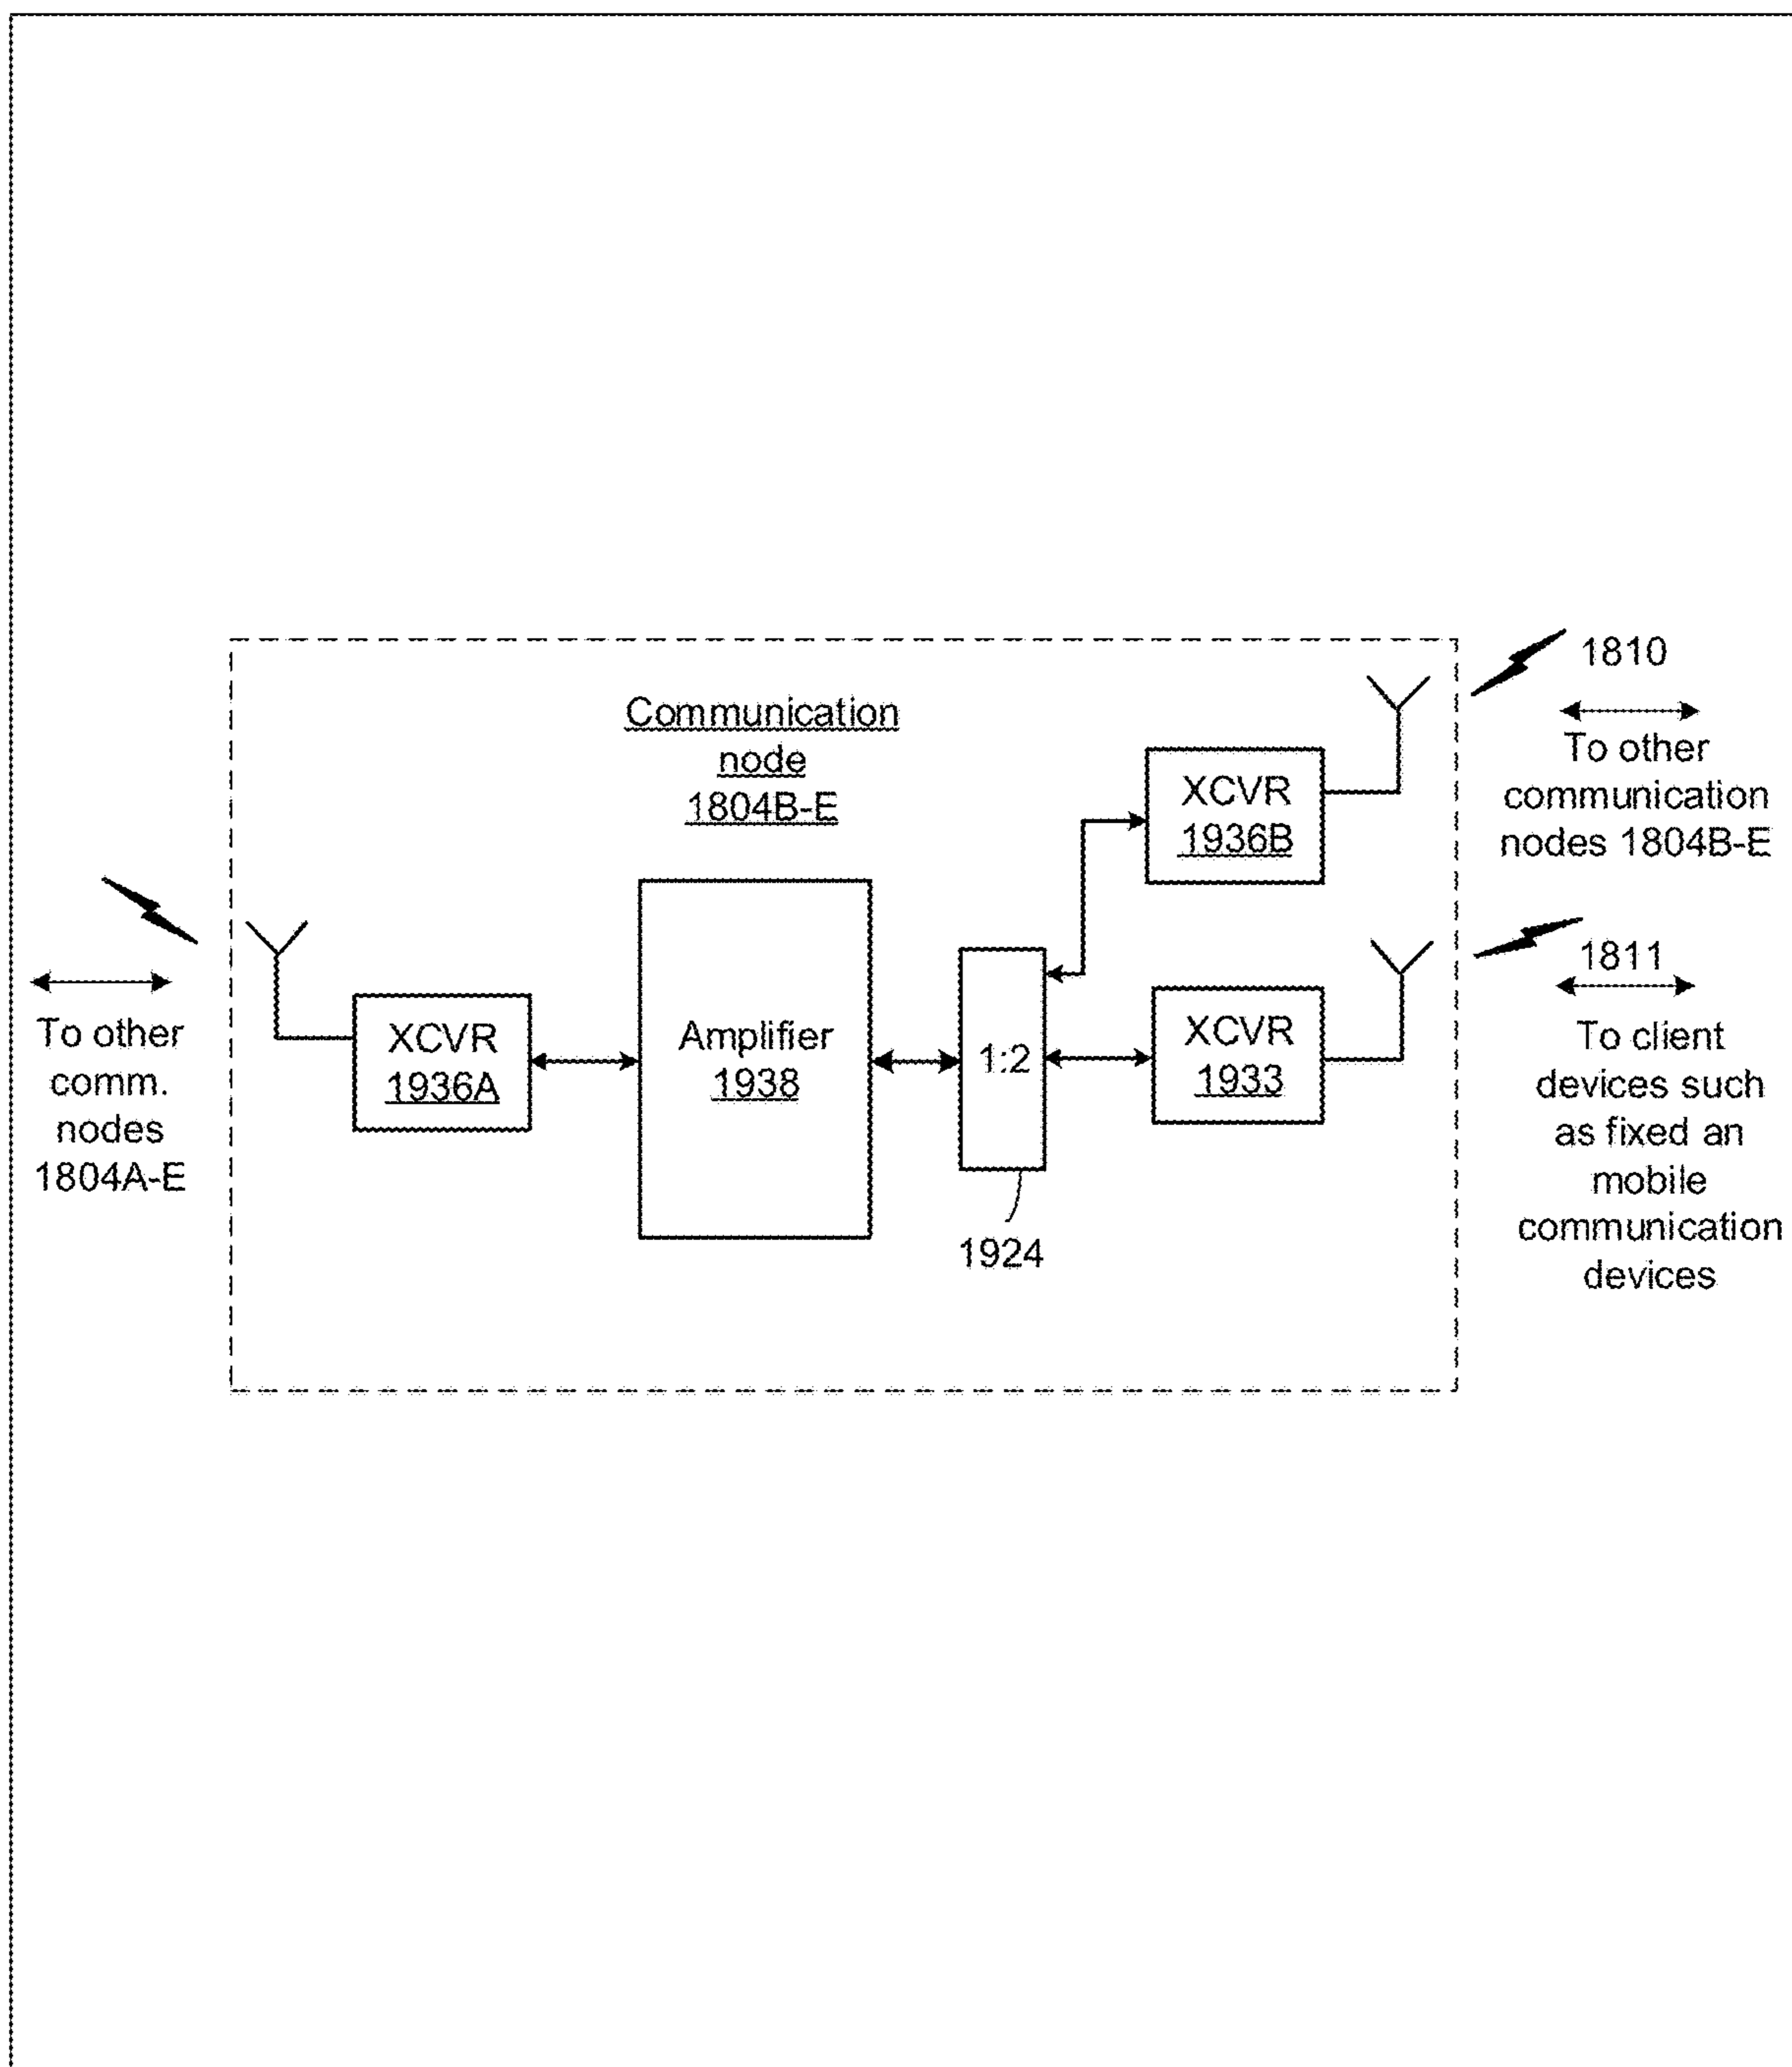 Communication
node
1804B-E
1810
To other
communication
nodes 1804B-E
XCVR
1936B
1811
To client
devices such
as fixed an
mobile
communication
devices
To other
comm.
nodes
1804A-E
XCVR
1936A
Amplifier
1938
1:2
1924
XCVR
1933